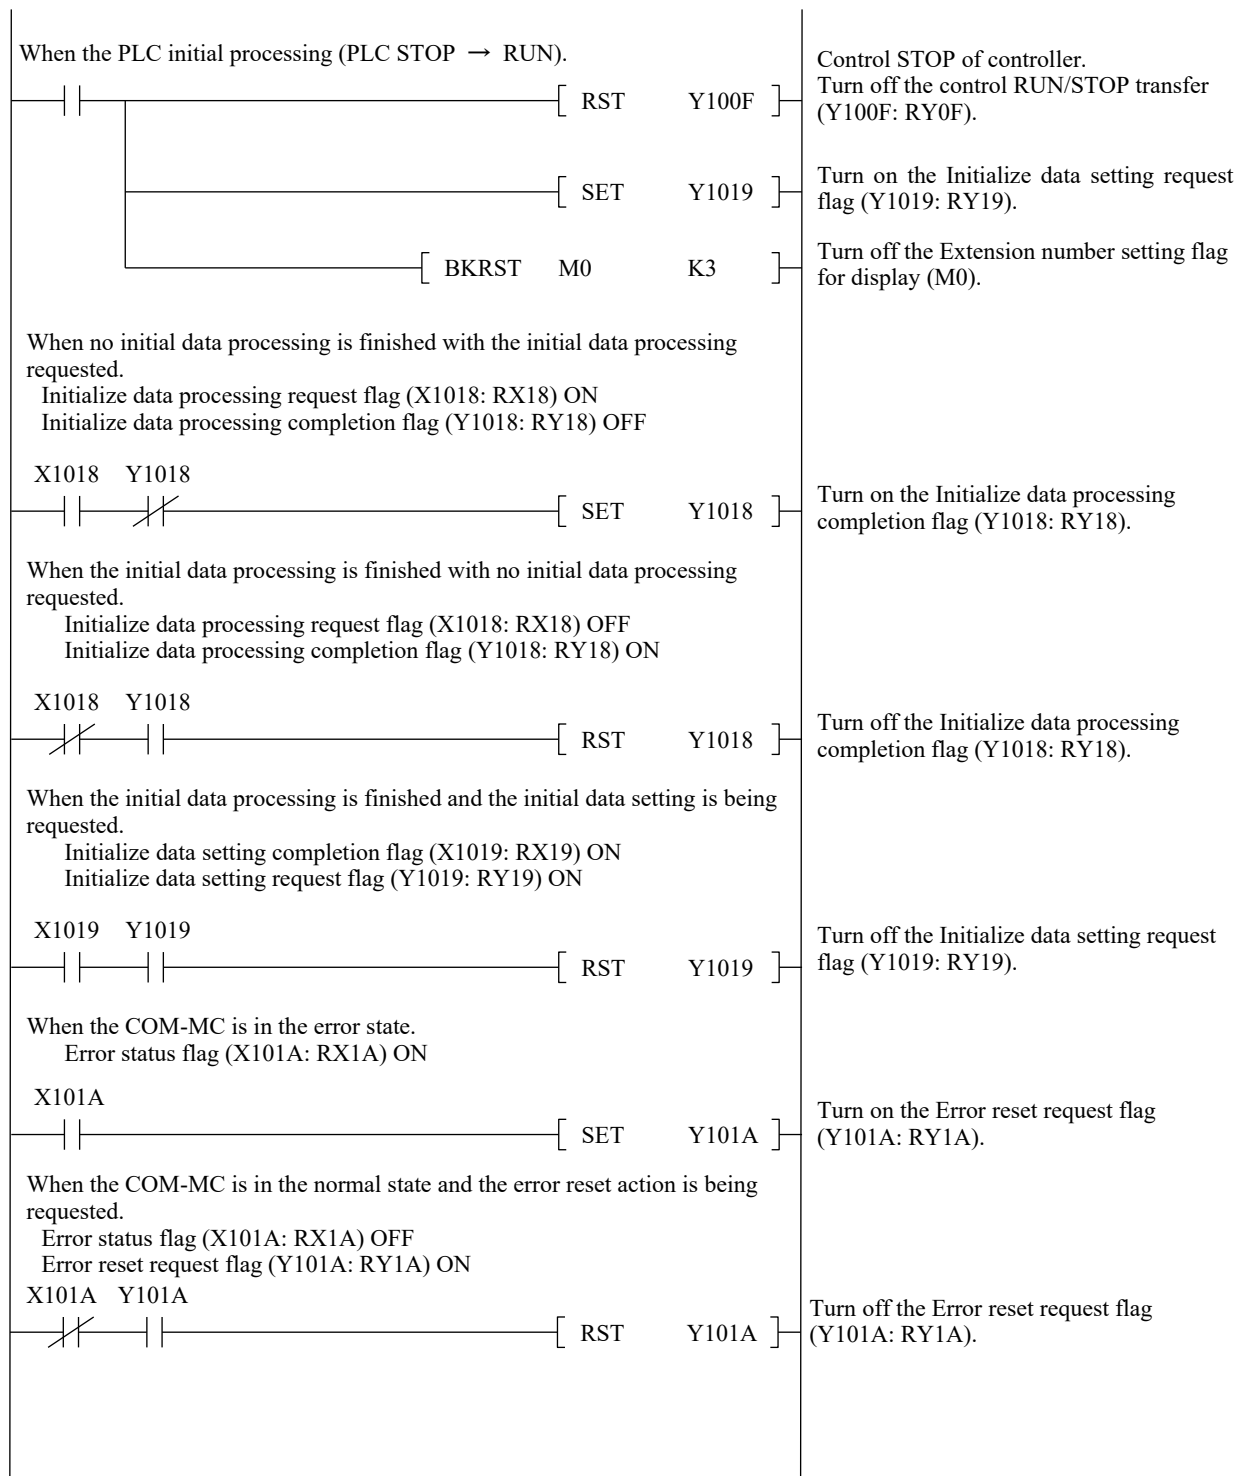 When the PLC initial processing (PLC STOP → RUN).
Control STOP of controller.
RST Y100F
Turn off the control RUN/STOP transfer
(Y100F: RY0F).
SET Y1019
Turn on the Initialize data setting request
flag (Y1019: RY19).
BKRST M0 K3
Turn off the Extension number setting flag
for display (M0).
When no initial data processing is finished with the initial data processing
requested.
Initialize data processing request flag (X1018: RX18) ON
Initialize data processing completion flag (Y1018: RY18) OFF
X1018 Y1018
SET Y1018
Turn on the Initialize data processing
completion flag (Y1018: RY18).
When the initial data processing is finished with no initial data processing
requested.
Initialize data processing request flag (X1018: RX18) OFF
Initialize data processing completion flag (Y1018: RY18) ON
X1018 Y1018
RST Y1018
Turn off the Initialize data processing
completion flag (Y1018: RY18).
When the initial data processing is finished and the initial data setting is being
requested.
Initialize data setting completion flag (X1019: RX19) ON
Initialize data setting request flag (Y1019: RY19) ON
X1019 Y1019
RST Y1019
Turn off the Initialize data setting request
flag (Y1019: RY19).
When the COM-MC is in the error state.
Error status flag (X101A: RX1A) ON
X101A
SET Y101A
Turn on the Error reset request flag
(Y101A: RY1A).
When the COM-MC is in the normal state and the error reset action is being
requested.
Error status flag (X101A: RX1A) OFF
Error reset request flag (Y101A: RY1A) ON
X101A Y101A
RST Y101A
Turn off the Error reset request flag
(Y101A: RY1A).